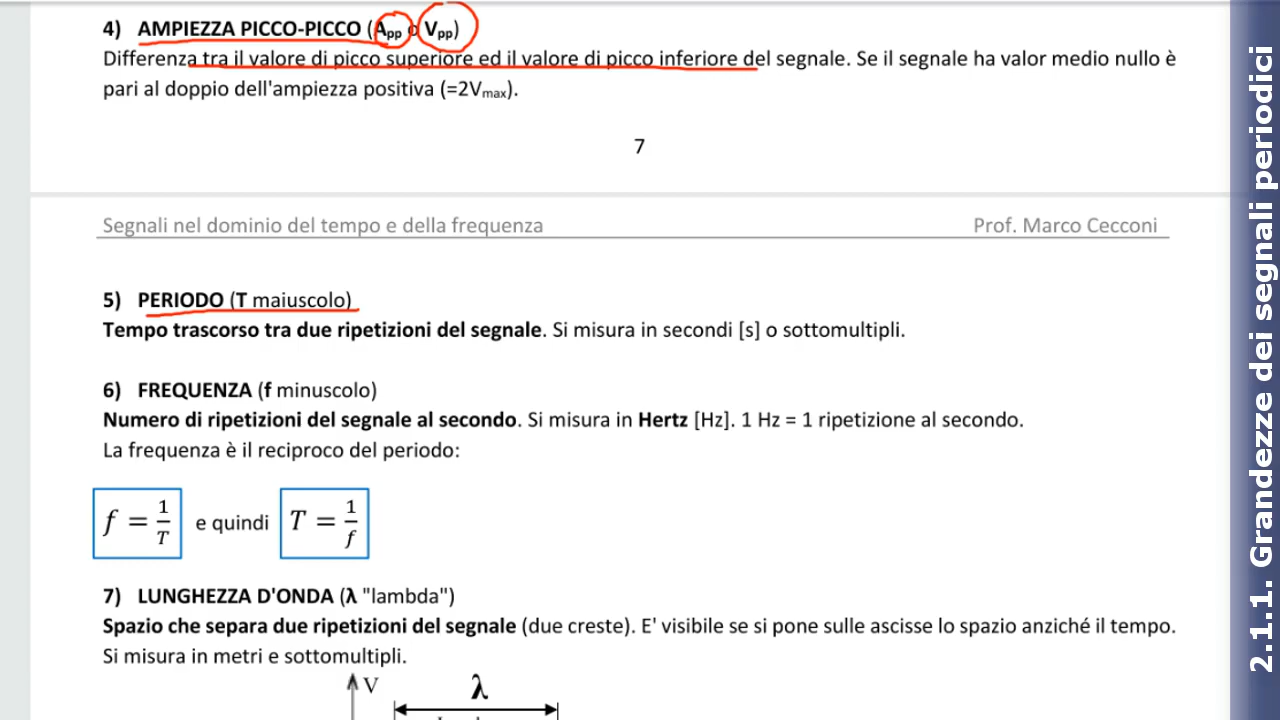 4) AMPIEZZA PICCO-PICCO (App o Vpp)
Differenza tra il valore di picco superiore ed il valore di picco inferiore del segnale. Se il segnale ha valor medio nullo è
pari al doppio dell'ampiezza positiva (=2Vmax).
7
Segnali nel dominio del tempo e della frequenza Prof. Marco Cecconi
5) PERIODO (T maiuscolo)
Tempo trascorso tra due ripetizioni del segnale. Si misura in secondi [s] o sottomultipli.
6) FREQUENZA (f minuscolo)
Numero di ripetizioni del segnale al secondo. Si misura in Hertz [Hz]. 1 Hz = 1 ripetizione al secondo.
La frequenza è il reciproco del periodo:
f = 1/T e quindi T = 1/f
7) LUNGHEZZA D'ONDA (λ "lambda")
Spazio che separa due ripetizioni del segnale (due creste). E' visibile se si pone sulle ascisse lo spazio anziché il tempo.
Si misura in metri e sottomultipli.
V λ
2.1.1. Grandezze dei segnali periodici